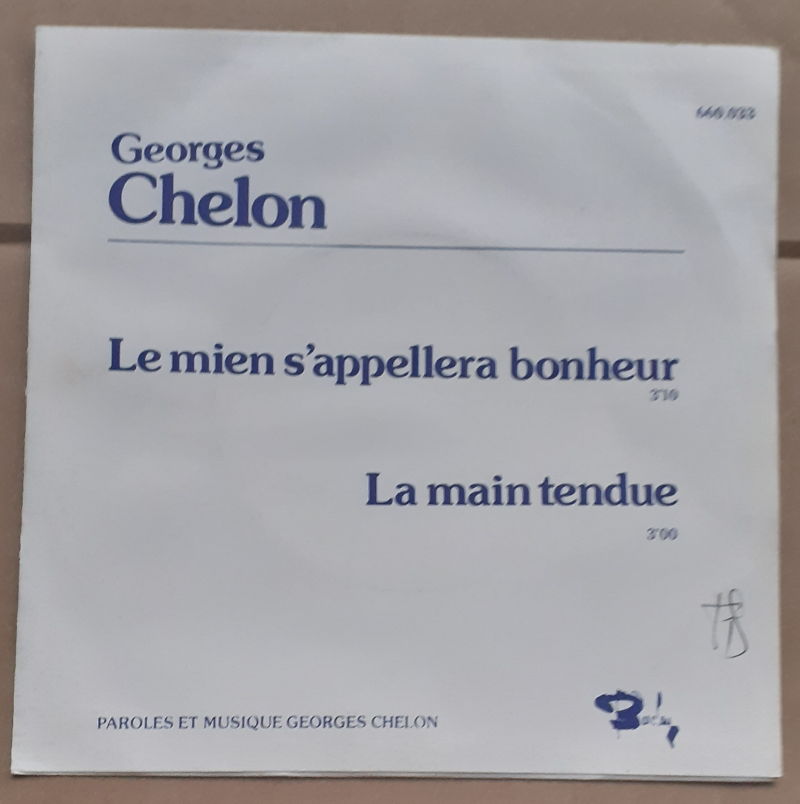 Georges
Chelon
Le mien s'appellera bonheur
3'10
La main tendue
3'00
PAROLES ET MUSIQUE GEORGES CHELON